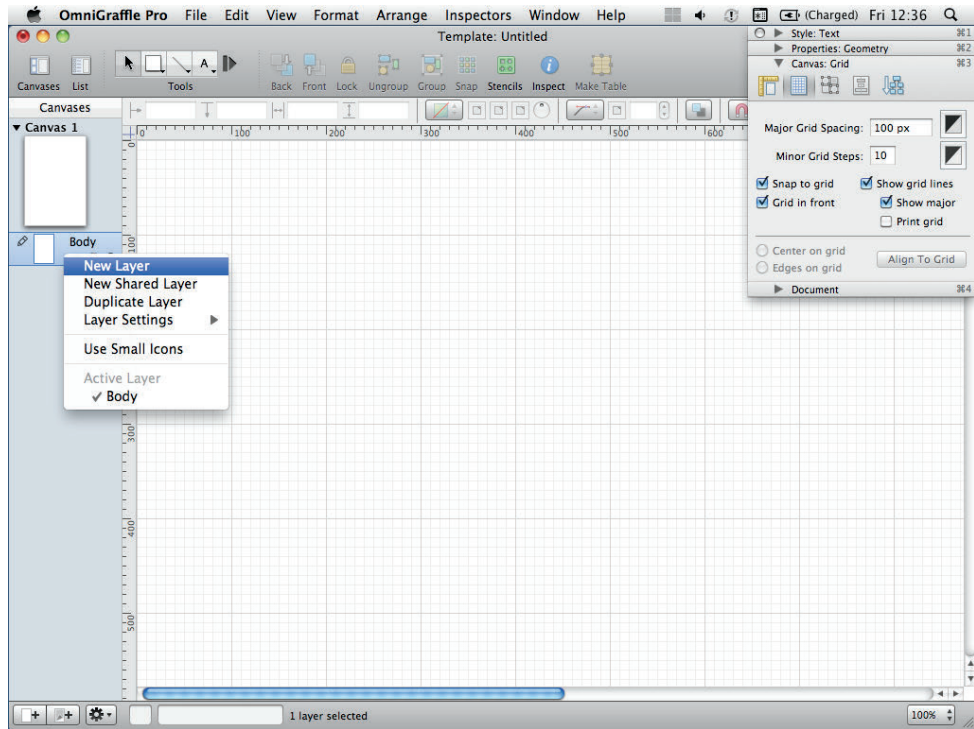 OmniGraffle Pro File Edit View Format Arrange Inspectors Window Help (Charged) Fri 12:36
Template: Untitled
Style: Text ⌘1
Properties: Geometry ⌘2
Canvas: Grid ⌘3
Canvases List Tools Back Front Lock Ungroup Group Snap Stencils Inspect Make Table
Canvases
Canvas 1
0 100 200 300 400 500 600
Major Grid Spacing: 100 px
Minor Grid Steps: 10
Snap to grid Show grid lines
Grid in front Show major
Print grid
Center on grid
Edges on grid
Align To Grid
Document ⌘4
Body
0
100
New Layer
New Shared Layer
Duplicate Layer
Layer Settings
Use Small Icons
Active Layer
✓ Body
300
400
500
1 layer selected 100%